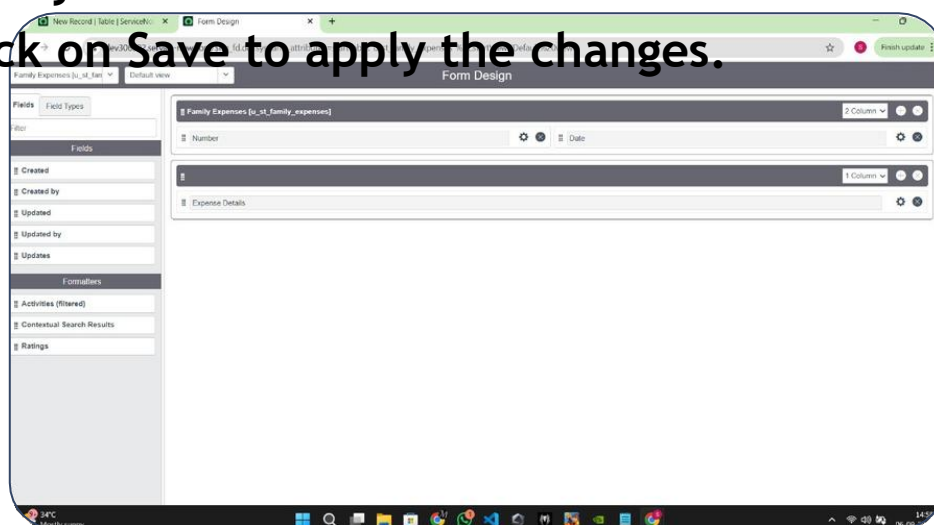 New Record | Table | ServiceNo
Form Design
ck on Save to apply the changes.
Finish update
Family Expenses [u_st_fam
Default view
Form Design
Fields
Field Types
Filter
Fields
Created
Created by
Updated
Updated by
Updates
Formatters
Activities (filtered)
Contextual Search Results
Ratings
Family Expenses [u_st_family_expenses]
2 Column
Number
Date
1 Column
Expense Details
34°C
Mostly sunny